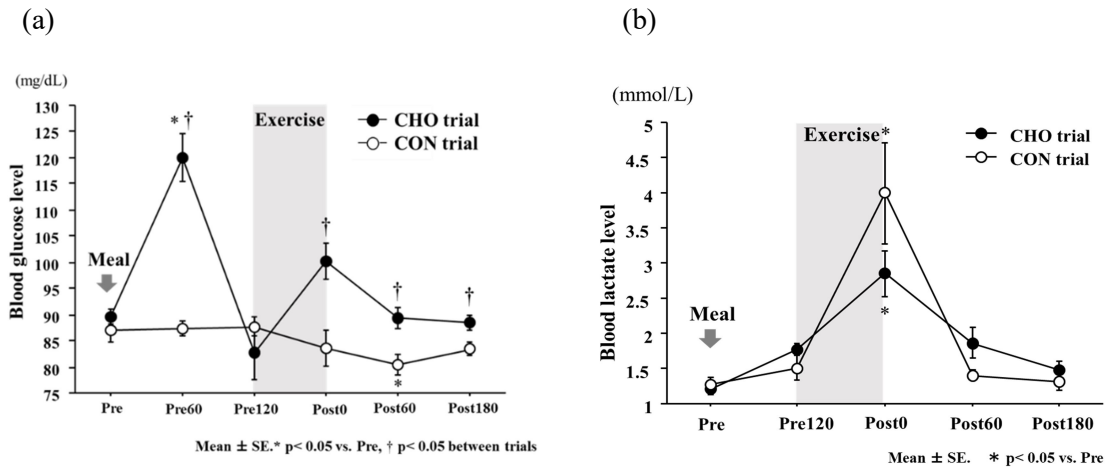 (a)
(mg/dL)
Blood glucose level
130
125
120
115
110
105
100
95
90
85
80
75
Meal
* †
Exercise
†
†
†
*
CHO trial
CON trial
Pre Pre60 Pre120 Post0 Post60 Post180
Mean ± SE.* p< 0.05 vs. Pre, † p< 0.05 between trials
(b)
(mmol/L)
Blood lactate level
5
4.5
4
3.5
3
2.5
2
1.5
1
Meal
Exercise
*
*
CHO trial
CON trial
Pre Pre120 Post0 Post60 Post180
Mean ± SE. * p< 0.05 vs. Pre